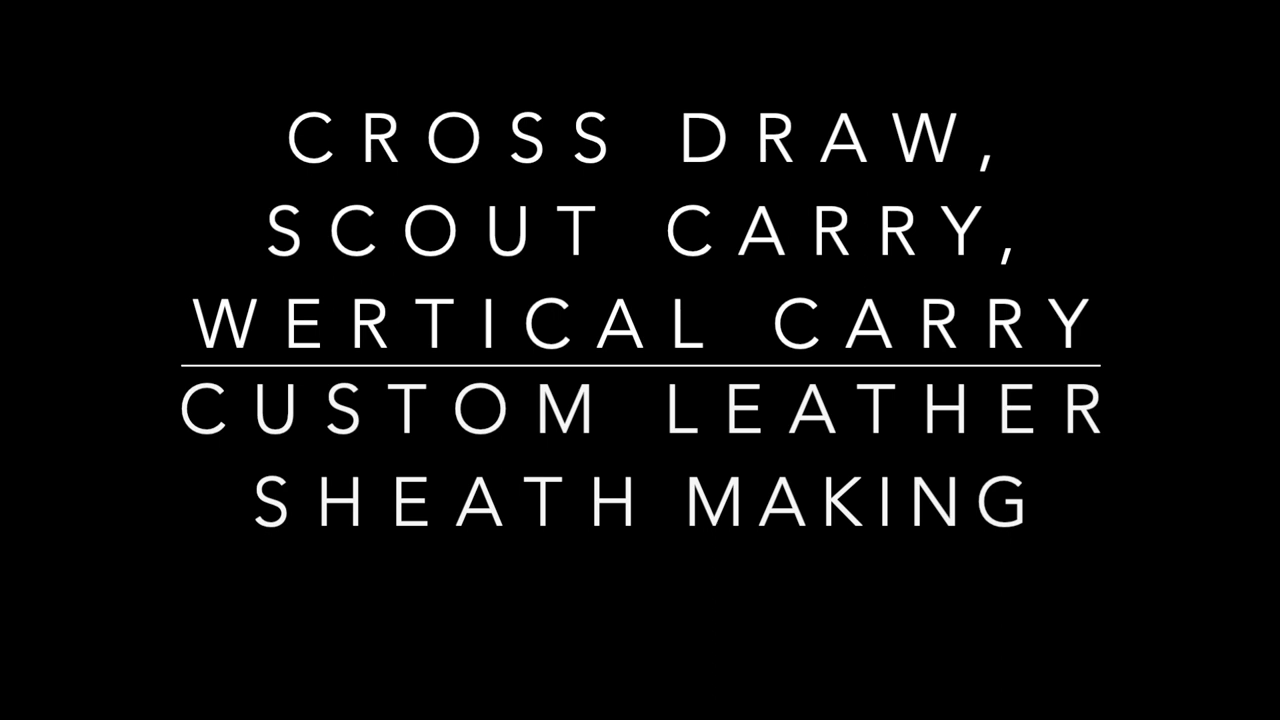 CROSS DRAW,
SCOUT CARRY,
WERTICAL CARRY
CUSTOM LEATHER
SHEATH MAKING